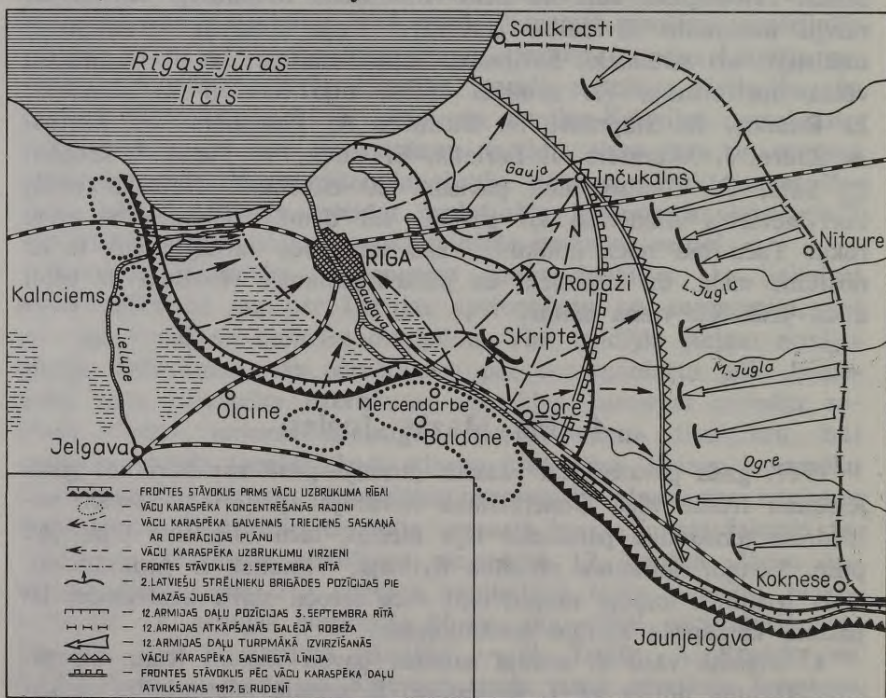 Saulkrasti
Rīgas jūras
līcis
Gauja
Inčukalns
Nītaure
RĪGA
Kalnciems
Ropaži
Jugla
Daugava
Lielupe
Skripte
M. Jugla
Olaine
Mercendarbe
Ogre
Baldone
Jelgava
Ogre
Koknese
Jaunjelgava
— FRONTES STĀVOKLIS PIRMS VĀCU UZBRUKUMA RĪGAI
VĀCU KARASPĒKA KONCENTRĒŠANĀS RAJONI
— VĀCU KARASPĒKA GALVENAIS TRIECIENS SASKAŅĀ
AR OPERĀCIJAS PLĀNU
— VĀCU KARASPĒKA UZBRUKUMU VIRZIENI
— FRONTES STĀVOKLIS 2. SEPTEMBRA RĪTĀ
— 2. LATVIEŠU STRĒLNIEKU BRIGĀDES POZĪCIJAS PIE
MAZĀS JUGLAS
— 12. ARMIJAS DAĻU POZĪCIJAS 3. SEPTEMBRA RĪTĀ
— 12. ARMIJAS ATKĀPŠANĀS GALĒJĀ ROBEŽA
— 12. ARMIJAS DAĻU TURPMĀKĀ IZVIRZĪŠANĀS
— VĀCU KARASPĒKA SASNIEGTĀ LĪNIJA
— FRONTES STĀVOKLIS PĒC VĀCU KARASPĒKA DAĻU
ATVILKŠANAS 1917. G. RUDENĪ